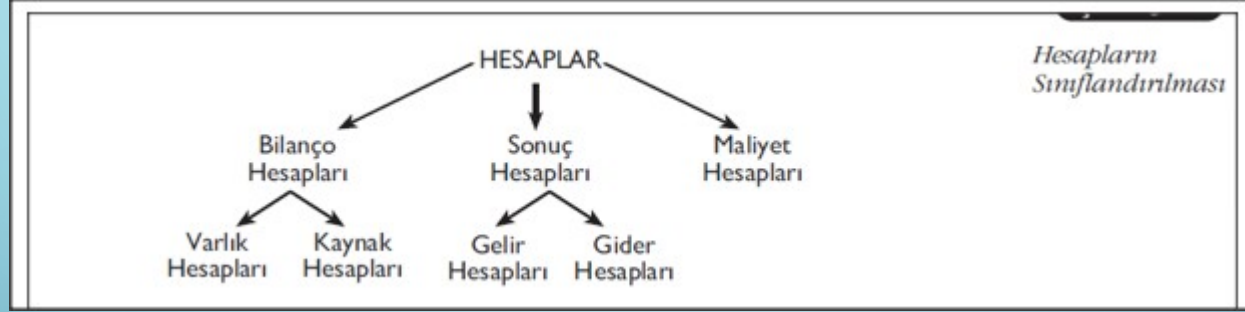 HESAPLAR
Hesapların
Sınıflandırılması
Bilanço
Hesapları
Sonuç
Hesapları
Maliyet
Hesapları
Varlık
Hesapları
Kaynak
Hesapları
Gelir
Hesapları
Gider
Hesapları